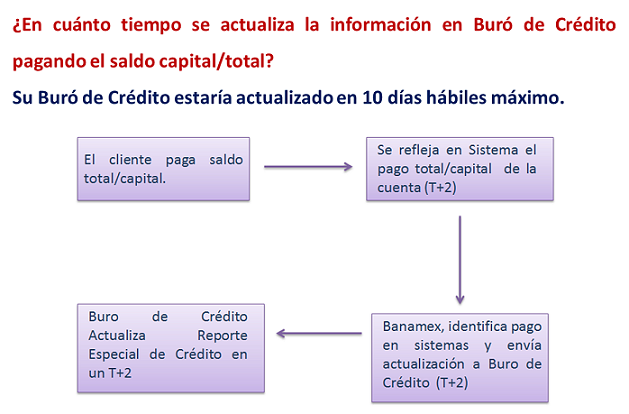 ¿En cuánto tiempo se actualiza la información en Buró de Crédito
pagando el saldo capital/total?
Su Buró de Crédito estaría actualizado en 10 días hábiles máximo.
El cliente paga saldo
total/capital.
Se refleja en Sistema el
pago total/capital de la
cuenta (T+2)
Banamex, identifica pago
en sistemas y envía
actualización a Buro de
Crédito (T+2)
Buro de Crédito
Actualiza Reporte
Especial de Crédito en
un T+2